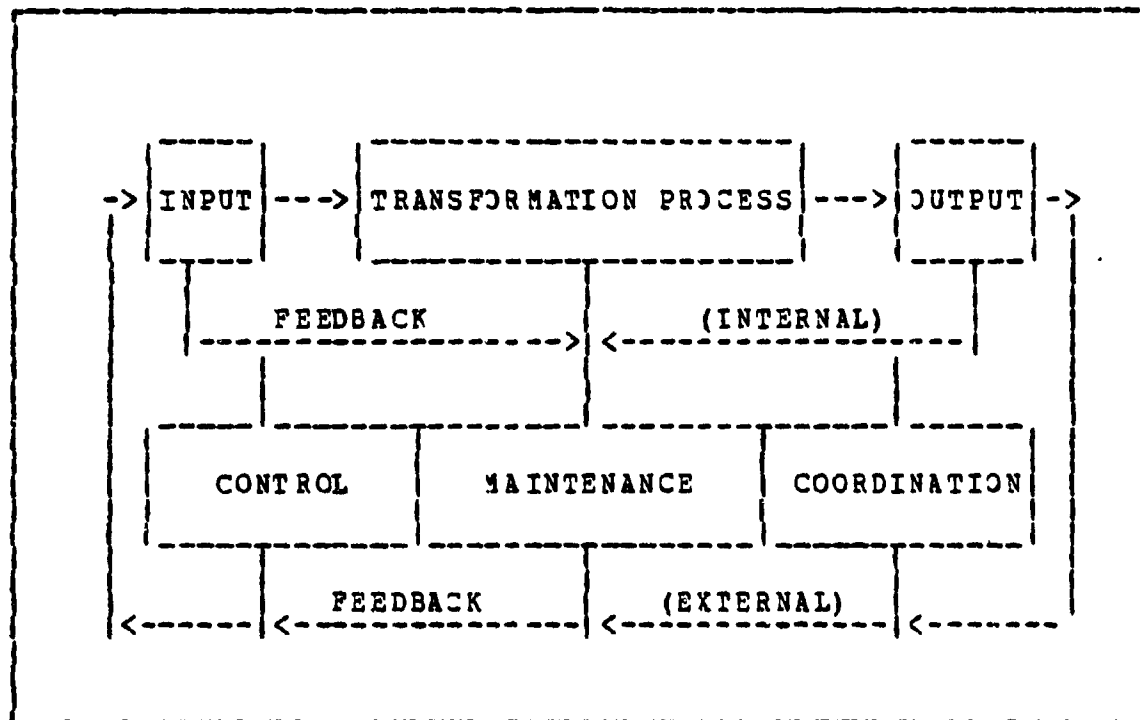 INPUT TRANSFORMATION PROCESS OUTPUT
FEEDBACK (INTERNAL)
CONTROL MAINTENANCE COORDINATION
FEEDBACK (EXTERNAL)